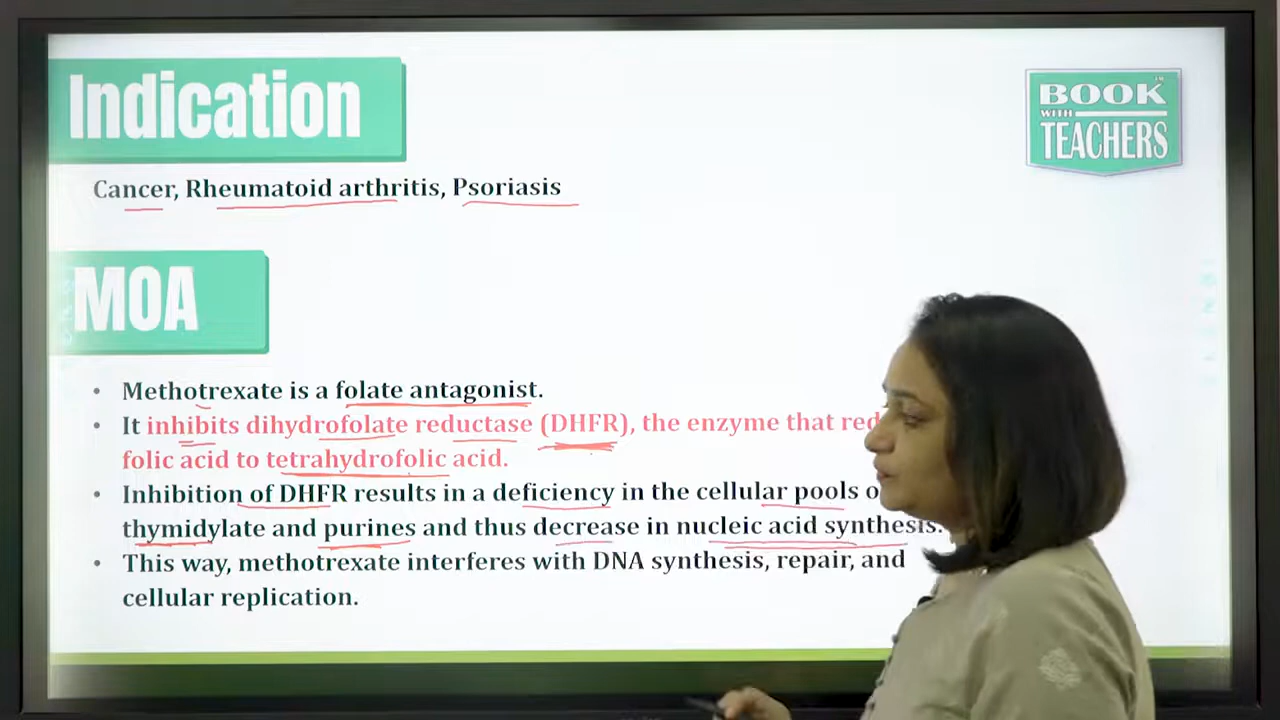 Indication
BOOK
WITH
TEACHERS
Cancer, Rheumatoid arthritis, Psoriasis
MOA
• Methotrexate is a folate antagonist.
• It inhibits dihydrofolate reductase (DHFR), the enzyme that red
folic acid to tetrahydrofolic acid.
• Inhibition of DHFR results in a deficiency in the cellular pools o
thymidylate and purines and thus decrease in nucleic acid synthesis.
• This way, methotrexate interferes with DNA synthesis, repair, and
cellular replication.